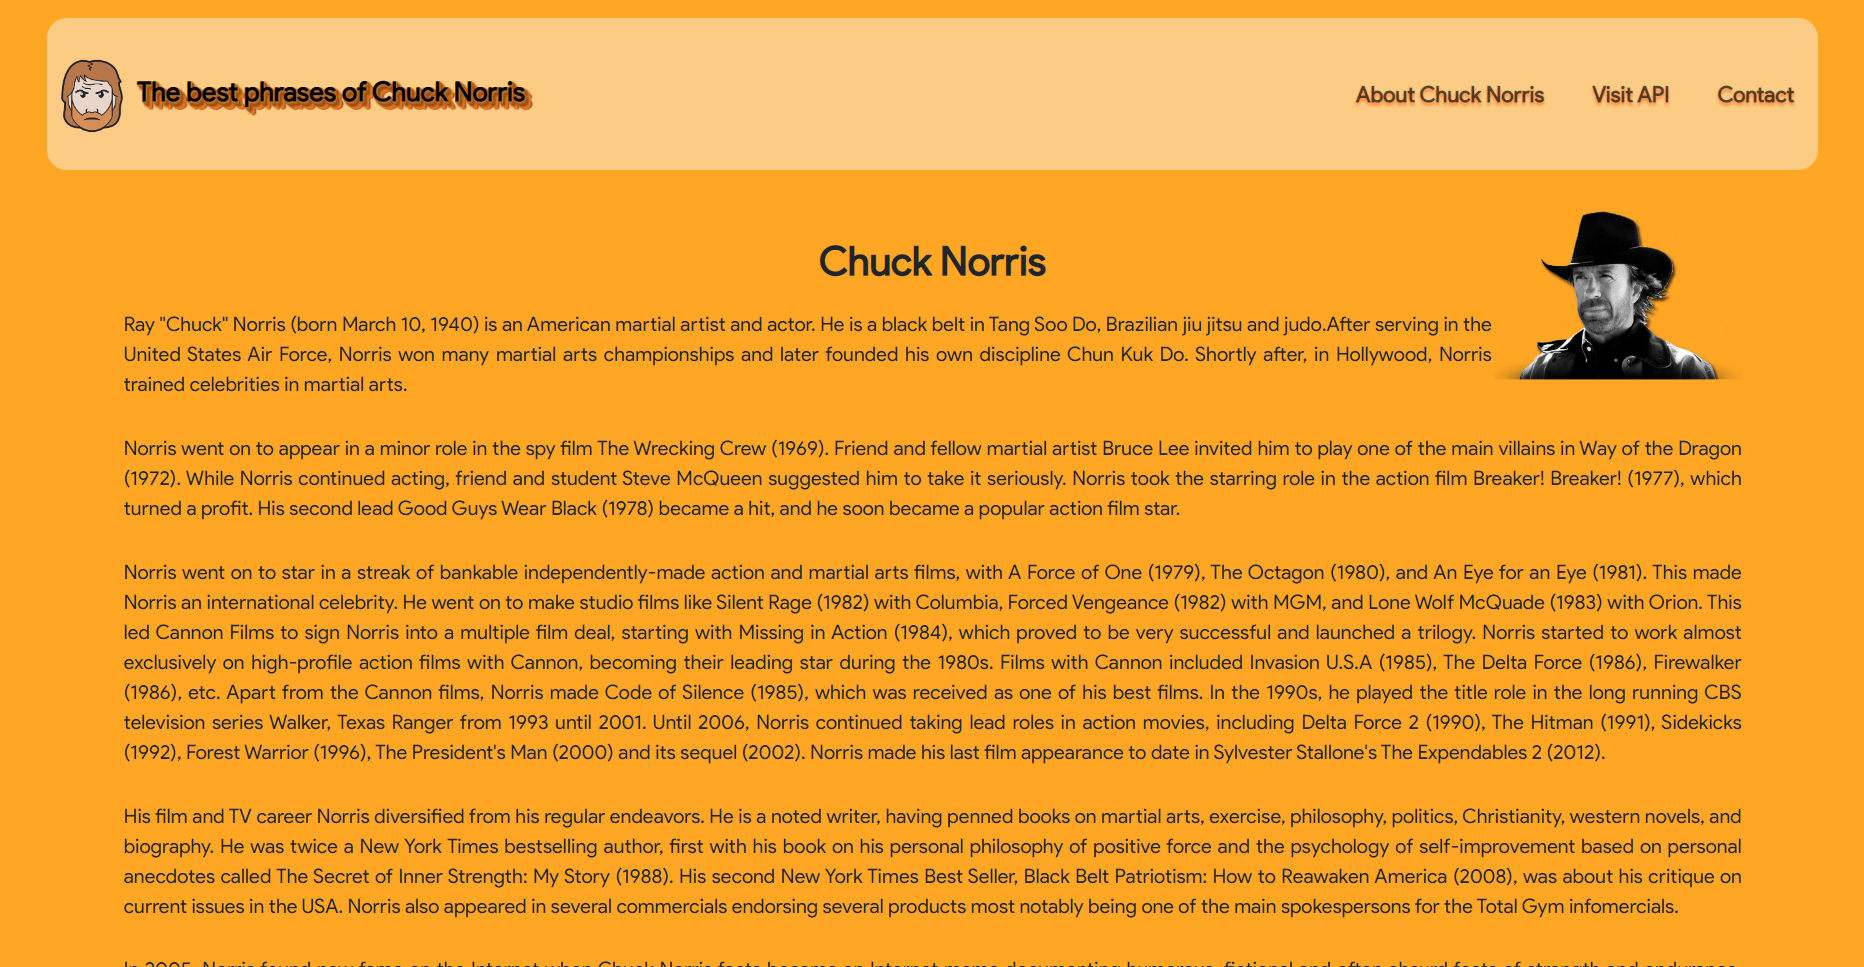 The best phrases of Chuck Norris
About Chuck Norris
Visit API
Contact
Chuck Norris
Ray "Chuck" Norris (born March 10, 1940) is an American martial artist and actor. He is a black belt in Tang Soo Do, Brazilian jiu jitsu and judo.After serving in the
United States Air Force, Norris won many martial arts championships and later founded his own discipline Chun Kuk Do. Shortly after, in Hollywood, Norris
trained celebrities in martial arts.
Norris went on to appear in a minor role in the spy film The Wrecking Crew (1969). Friend and fellow martial artist Bruce Lee invited him to play one of the main villains in Way of the Dragon
(1972). While Norris continued acting, friend and student Steve McQueen suggested him to take it seriously. Norris took the starring role in the action film Breaker! Breaker! (1977), which
turned a profit. His second lead Good Guys Wear Black (1978) became a hit, and he soon became a popular action film star.
Norris went on to star in a streak of bankable independently-made action and martial arts films, with A Force of One (1979), The Octagon (1980), and An Eye for an Eye (1981). This made
Norris an international celebrity. He went on to make studio films like Silent Rage (1982) with Columbia, Forced Vengeance (1982) with MGM, and Lone Wolf McQuade (1983) with Orion. This
led Cannon Films to sign Norris into a multiple film deal, starting with Missing in Action (1984), which proved to be very successful and launched a trilogy. Norris started to work almost
exclusively on high-profile action films with Cannon, becoming their leading star during the 1980s. Films with Cannon included Invasion U.S.A (1985), The Delta Force (1986), Firewalker
(1986), etc. Apart from the Cannon films, Norris made Code of Silence (1985), which was received as one of his best films. In the 1990s, he played the title role in the long running CBS
television series Walker, Texas Ranger from 1993 until 2001. Until 2006, Norris continued taking lead roles in action movies, including Delta Force 2 (1990), The Hitman (1991), Sidekicks
(1992), Forest Warrior (1996), The President's Man (2000) and its sequel (2002). Norris made his last film appearance to date in Sylvester Stallone's The Expendables 2 (2012).
His film and TV career Norris diversified from his regular endeavors. He is a noted writer, having penned books on martial arts, exercise, philosophy, politics, Christianity, western novels, and
biography. He was twice a New York Times bestselling author, first with his book on his personal philosophy of positive force and the psychology of self-improvement based on personal
anecdotes called The Secret of Inner Strength: My Story (1988). His second New York Times Best Seller, Black Belt Patriotism: How to Reawaken America (2008), was about his critique on
current issues in the USA. Norris also appeared in several commercials endorsing several products most notably being one of the main spokespersons for the Total Gym infomercials.